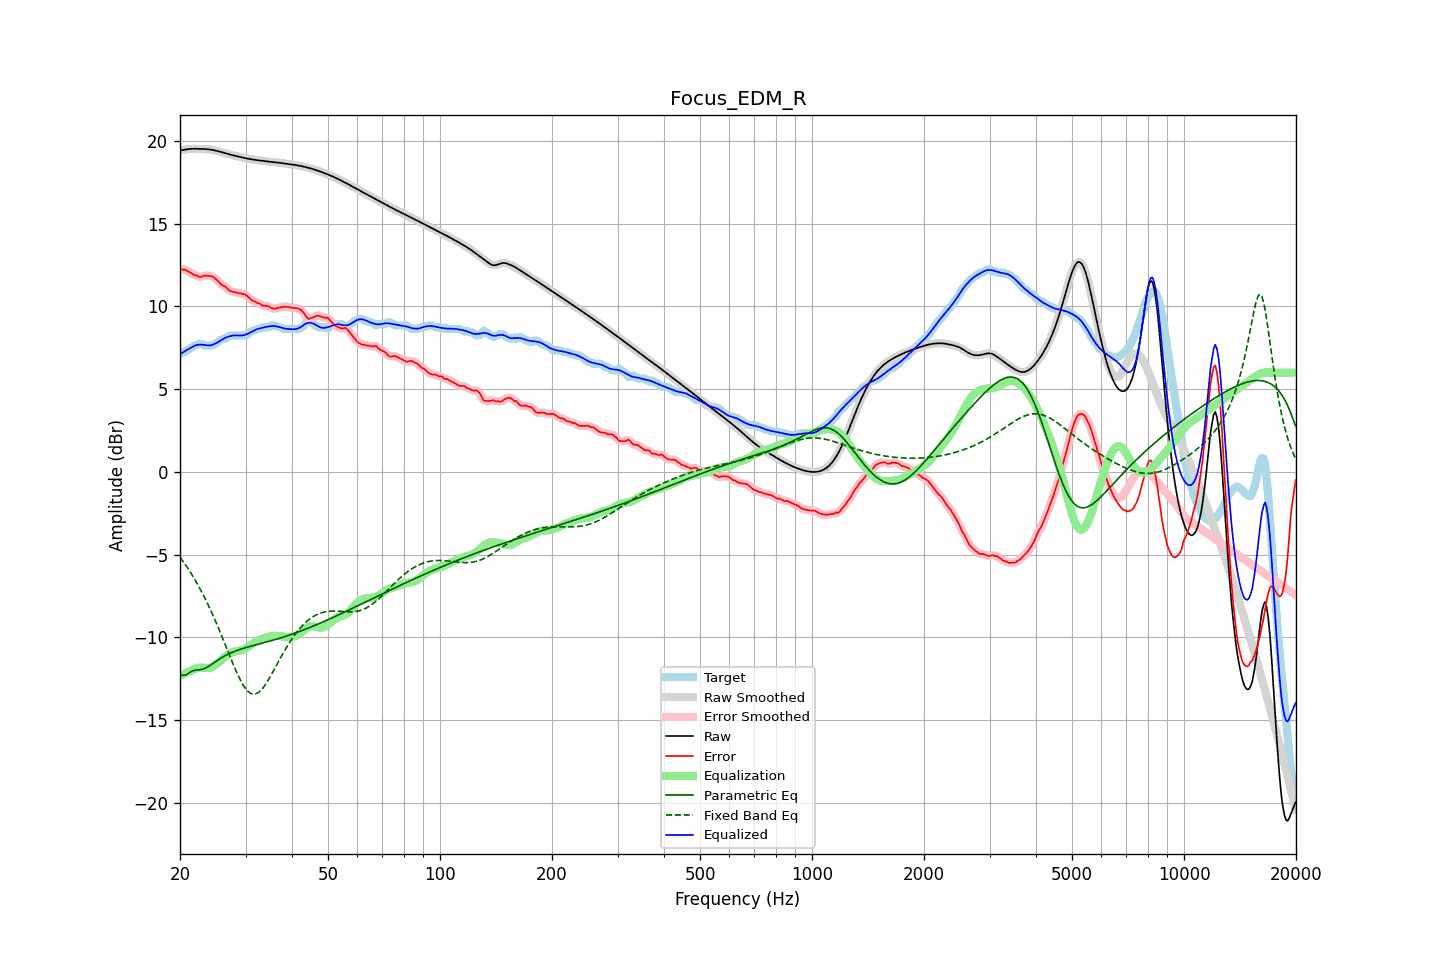 Focus_EDM_R
Amplitude (dBr)
20
15
10
5
0
−5
−10
−15
−20
Target
Raw Smoothed
Error Smoothed
Raw
Error
Equalization
Parametric Eq
Fixed Band Eq
Equalized
20 50 100 200 500 1000 2000 5000 10000 20000
Frequency (Hz)